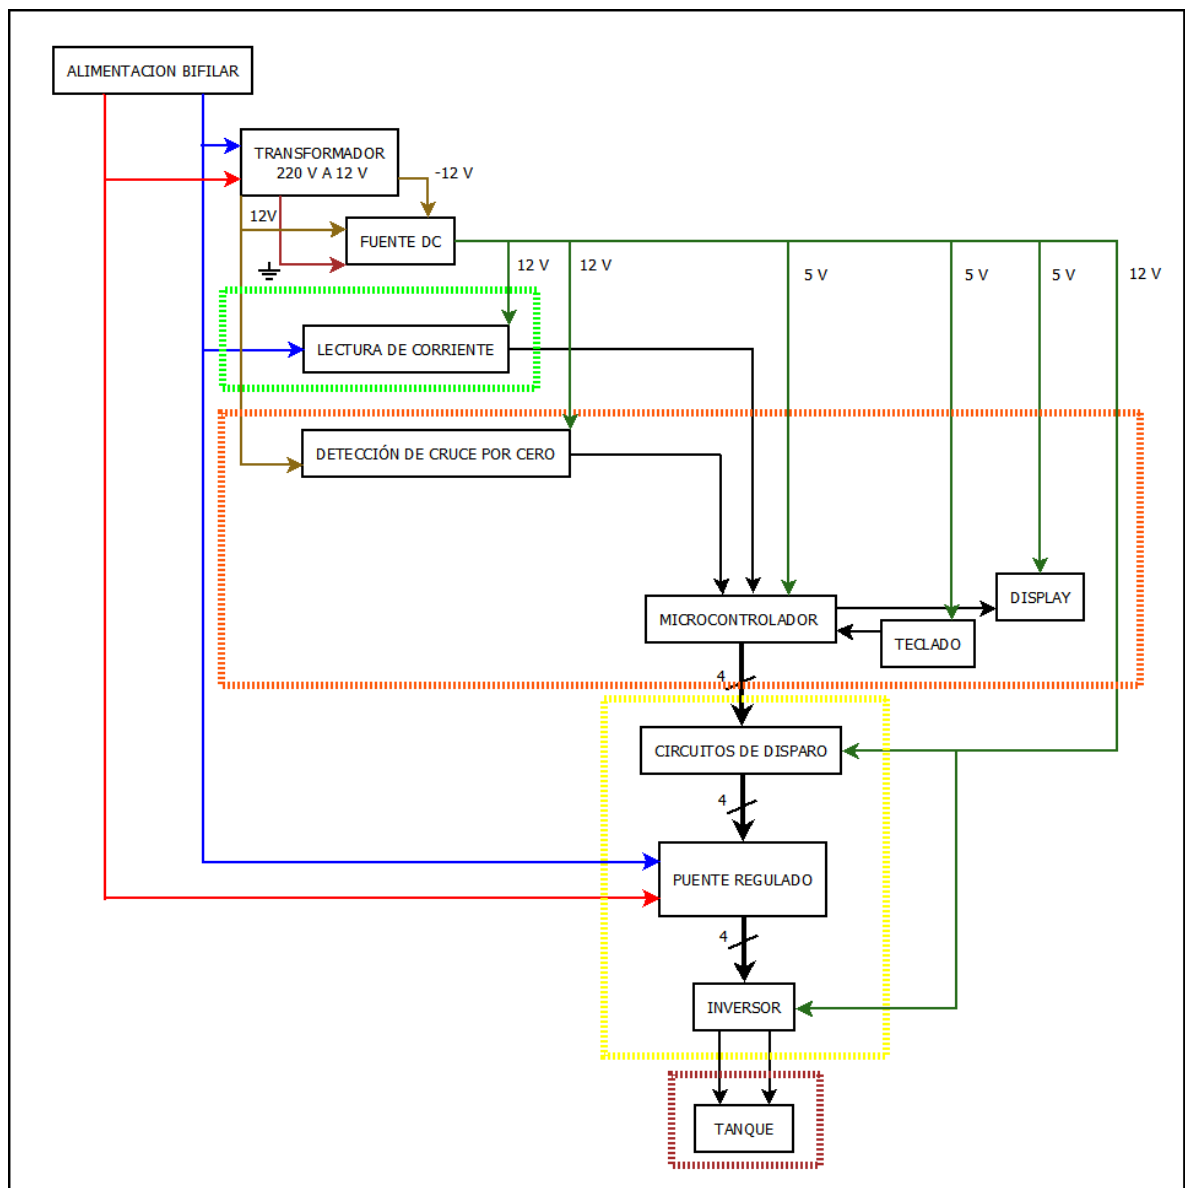 ALIMENTACION BIFILAR
TRANSFORMADOR
220 V A 12 V
-12 V
12V
FUENTE DC
12 V
12 V
5 V
5 V
5 V
12 V
LECTURA DE CORRIENTE
DETECCIÓN DE CRUCE POR CERO
DISPLAY
MICROCONTROLADOR
TECLADO
4
CIRCUITOS DE DISPARO
4
PUENTE REGULADO
4
INVERSOR
TANQUE